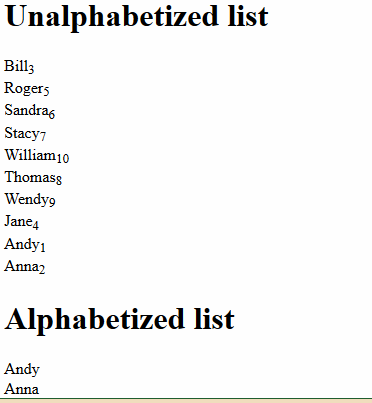 Unalphabetized list
Bill3
Roger5
Sandra6
Stacy7
William10
Thomas8
Wendy9
Jane4
Andy1
Anna2
Alphabetized list
Andy
Anna